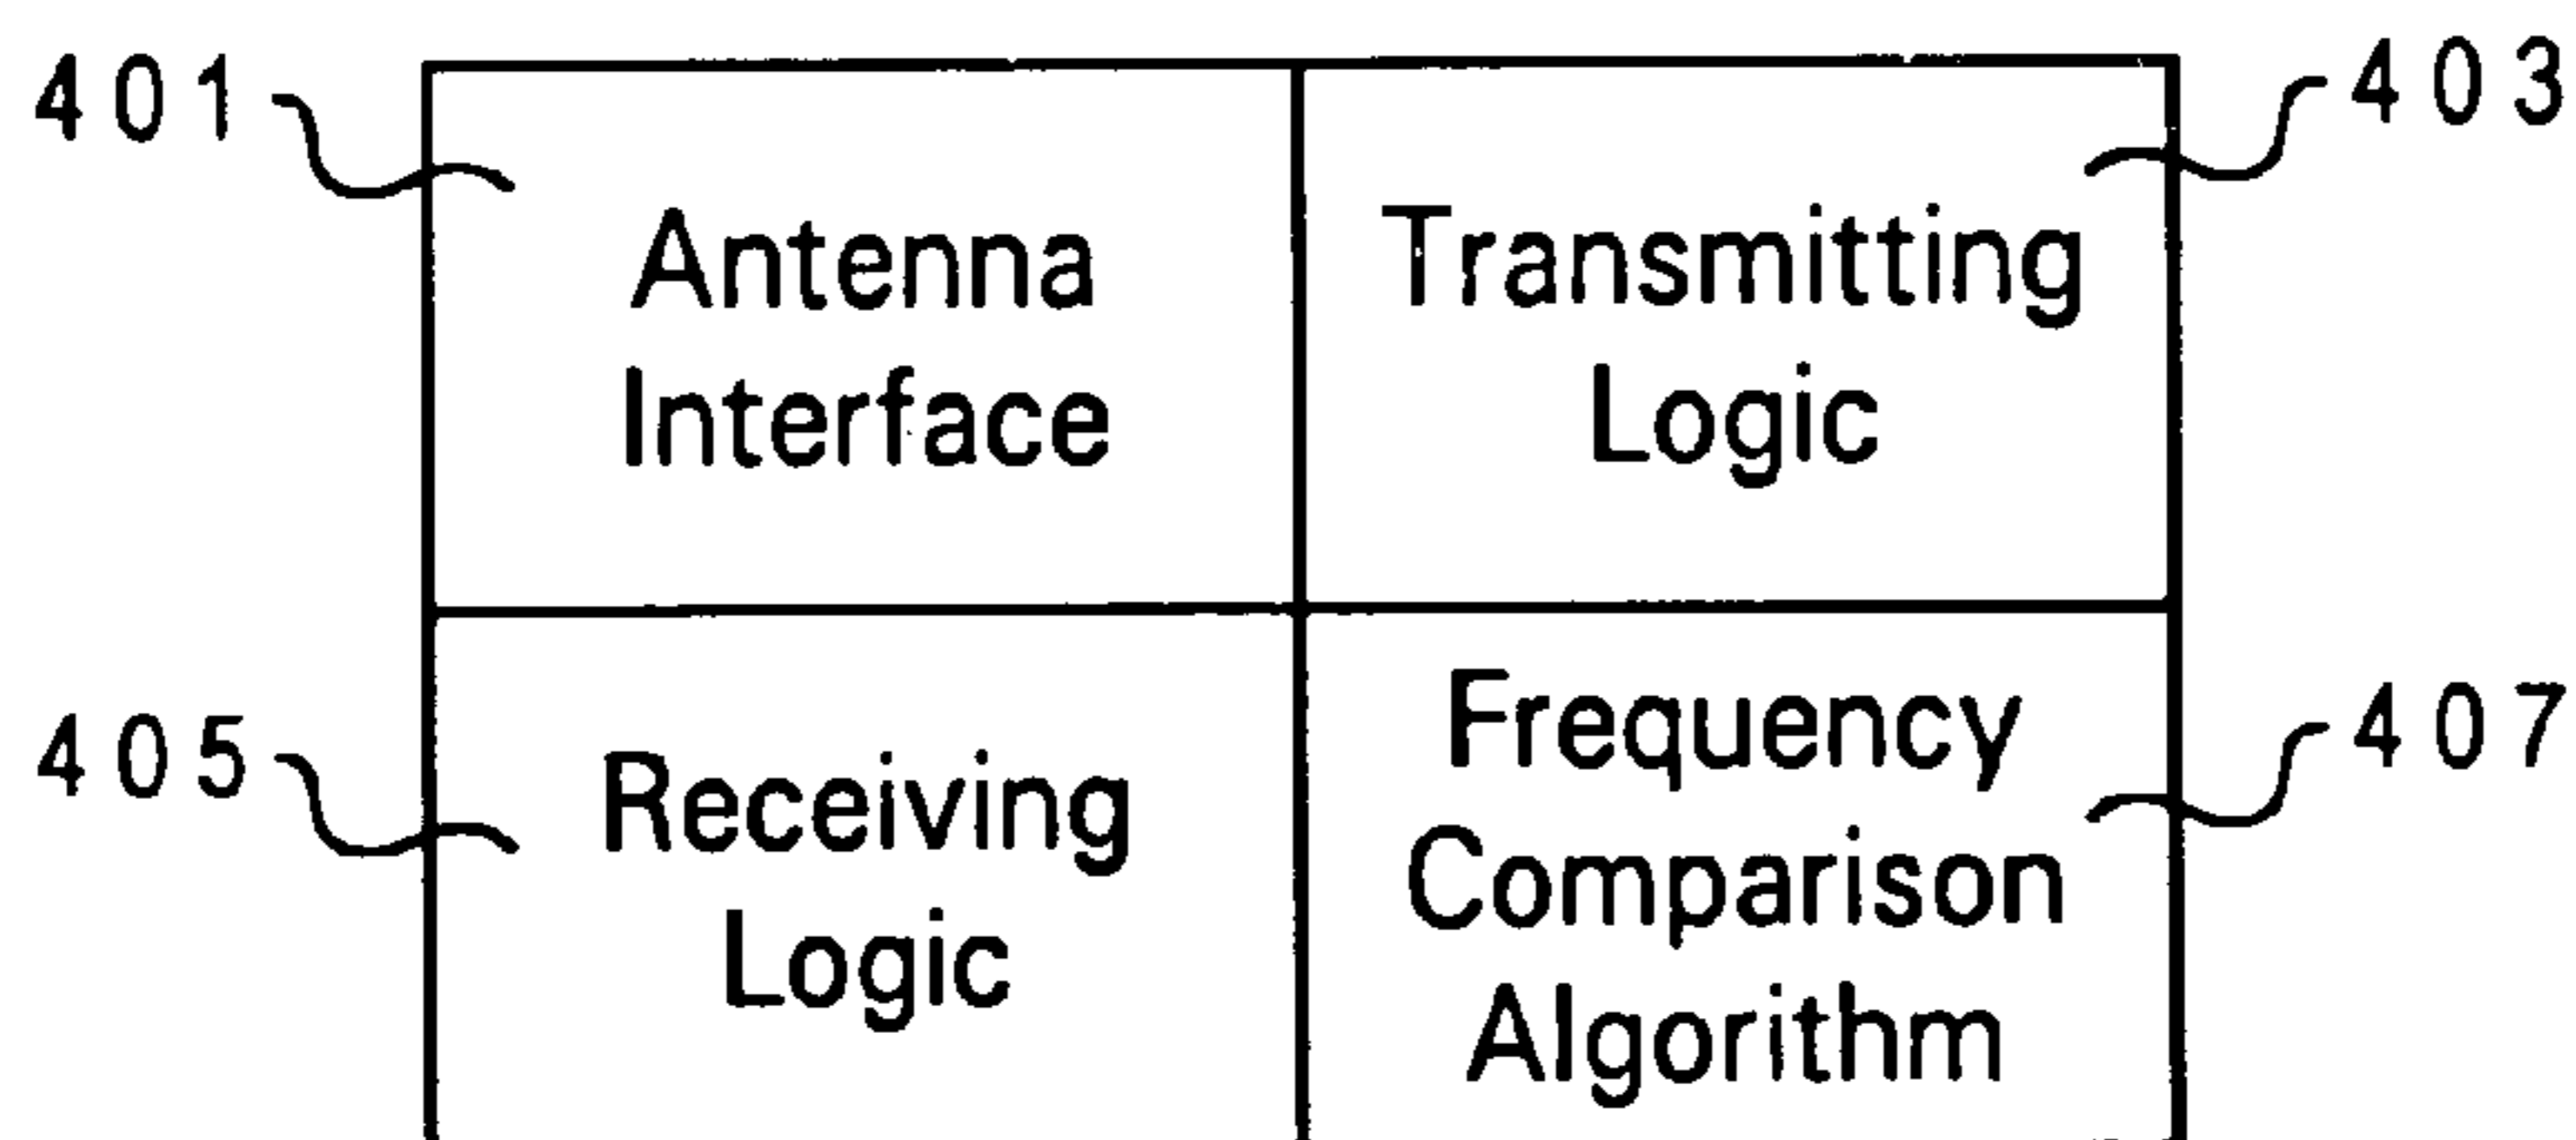 401
403
Antenna
Interface
Transmitting
Logic
405
407
Receiving
Logic
Frequency
Comparison
Algorithm